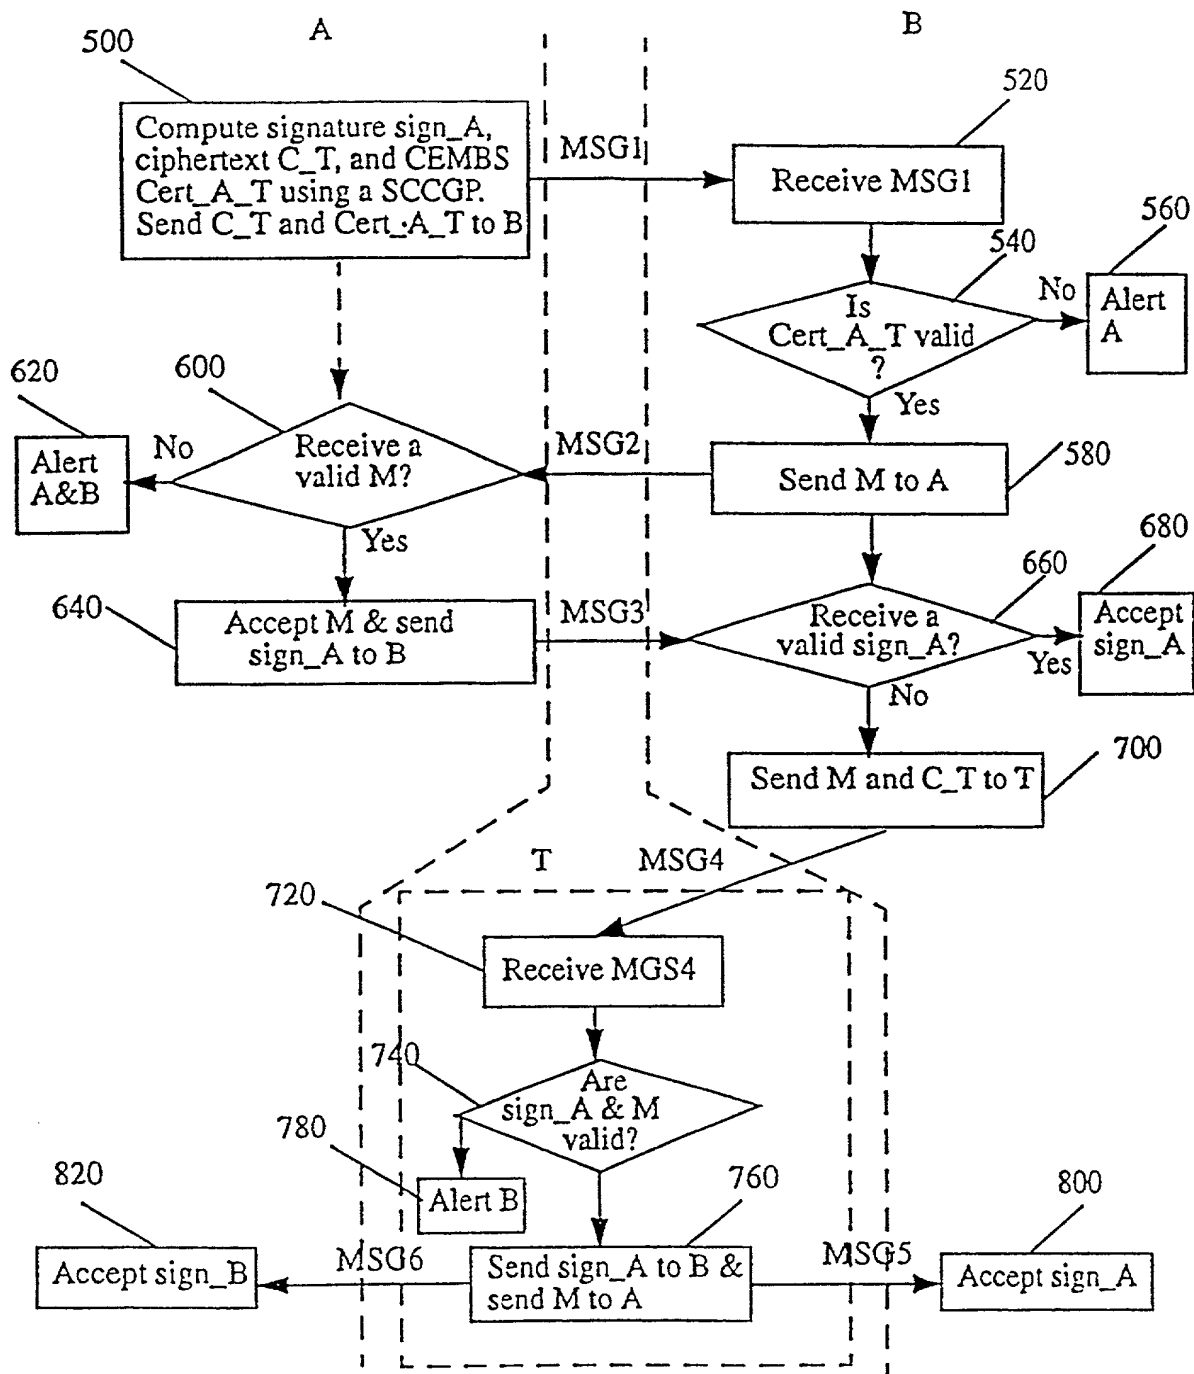 A
B
500
520
Compute signature sign_A,
ciphertext C_T, and CEMBS
Cert_A_T using a SCCGP.
Send C_T and Cert_A_T to B
MSG1
Receive MSG1
540
560
Is
Cert_A_T valid
?
No
Alert
A
Yes
620
600
Receive a
valid M?
No
Alert
A&B
MSG2
Send M to A
580
Yes
640
Accept M & send
sign_A to B
MSG3
Receive a
valid sign_A?
660
680
Accept
sign_A
Yes
No
700
Send M and C_T to T
T
MSG4
720
Receive MGS4
740
Are
sign_A & M
valid?
780
Alert B
760
820
800
Accept sign_B
MSG6
Send sign_A to B &
send M to A
MSG5
Accept sign_A